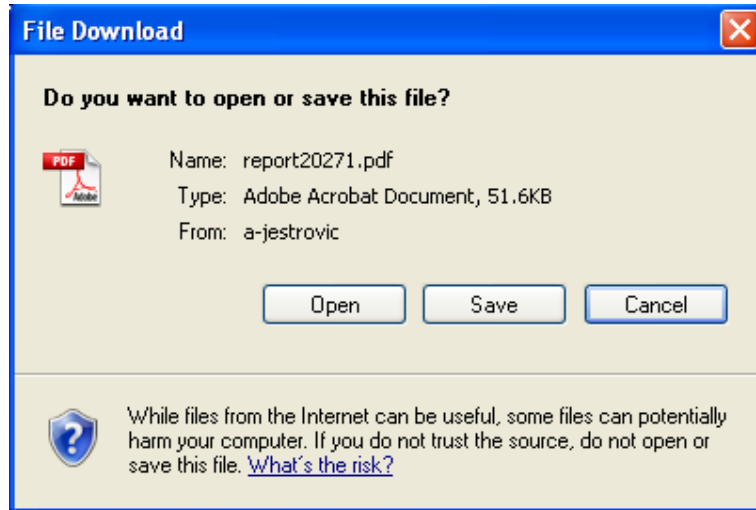 File Download
Do you want to open or save this file?
PDF
Adobe
Name: report20271.pdf
Type: Adobe Acrobat Document, 51.6KB
From: a-jestrovic
Open Save Cancel
While files from the Internet can be useful, some files can potentially
harm your computer. If you do not trust the source, do not open or
save this file. What's the risk?